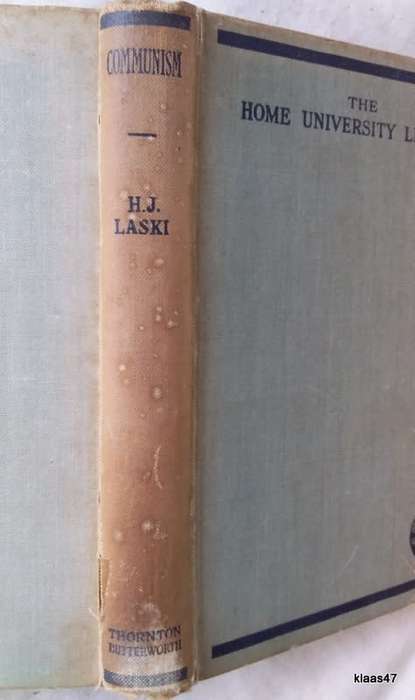 COMMUNISM
H.J.
LASKI
THORNTON
BUTTERWORTH
THE
HOME UNIVERSITY L
klaas47